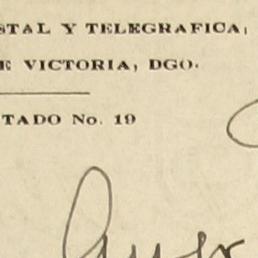 STAL Y TELEGRAFICA,
E VICTORIA, DGO.
TADO No. 19